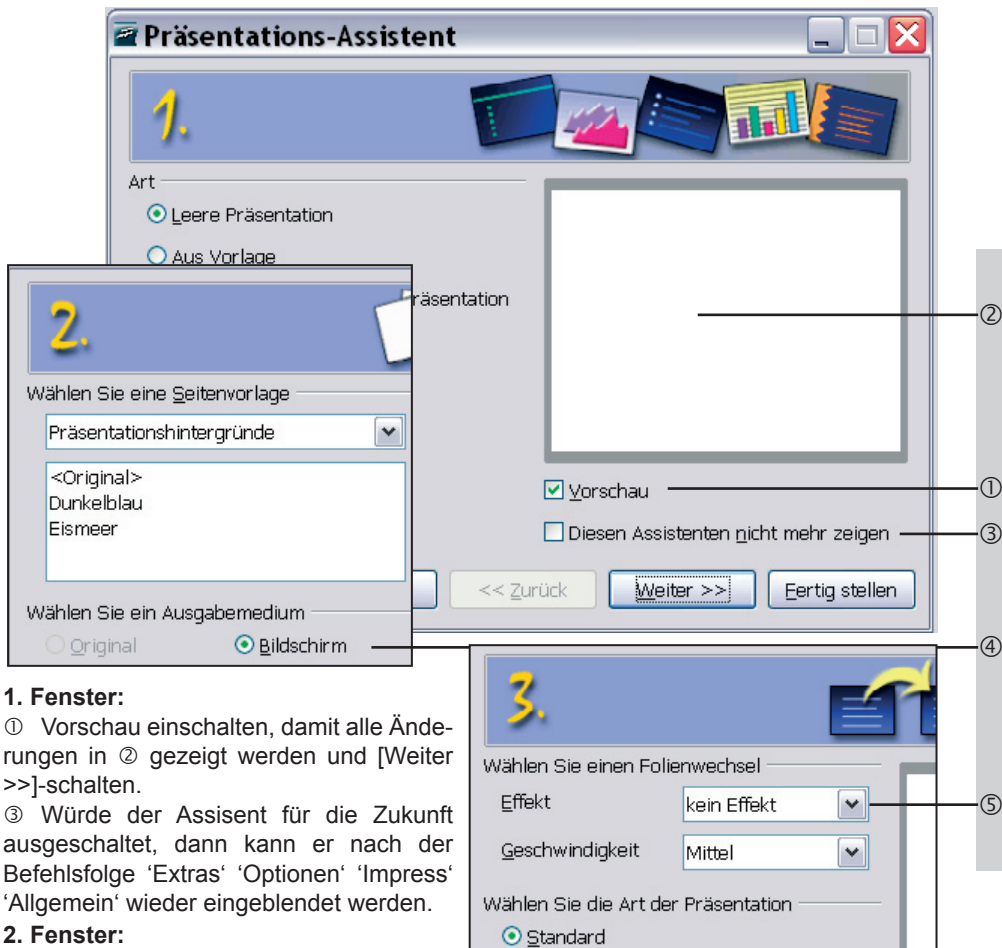 Präsentations-Assistent
1.
Art
Leere Präsentation
Aus Vorlage
räsentation
②
Vorschau
①
Diesen Assistenten nicht mehr zeigen
③
<< Zurück
Weiter >>
Fertig stellen
2.
Wählen Sie eine Seitenvorlage
Präsentationshintergründe
<Original>
Dunkelblau
Eismeer
Wählen Sie ein Ausgabemedium
Original
Bildschirm
④
1. Fenster:
① Vorschau einschalten, damit alle Ände-
rungen in ② gezeigt werden und [Weiter
>>]-schalten.
③ Würde der Assisent für die Zukunft
ausgeschaltet, dann kann er nach der
Befehlsfolge ‘Extras‘ ‘Optionen‘ ‘Impress‘
‘Allgemein‘ wieder eingeblendet werden.
2. Fenster:
3.
Wählen Sie einen Folienwechsel
Effekt
kein Effekt
⑤
Geschwindigkeit
Mittel
Wählen Sie die Art der Präsentation
Standard